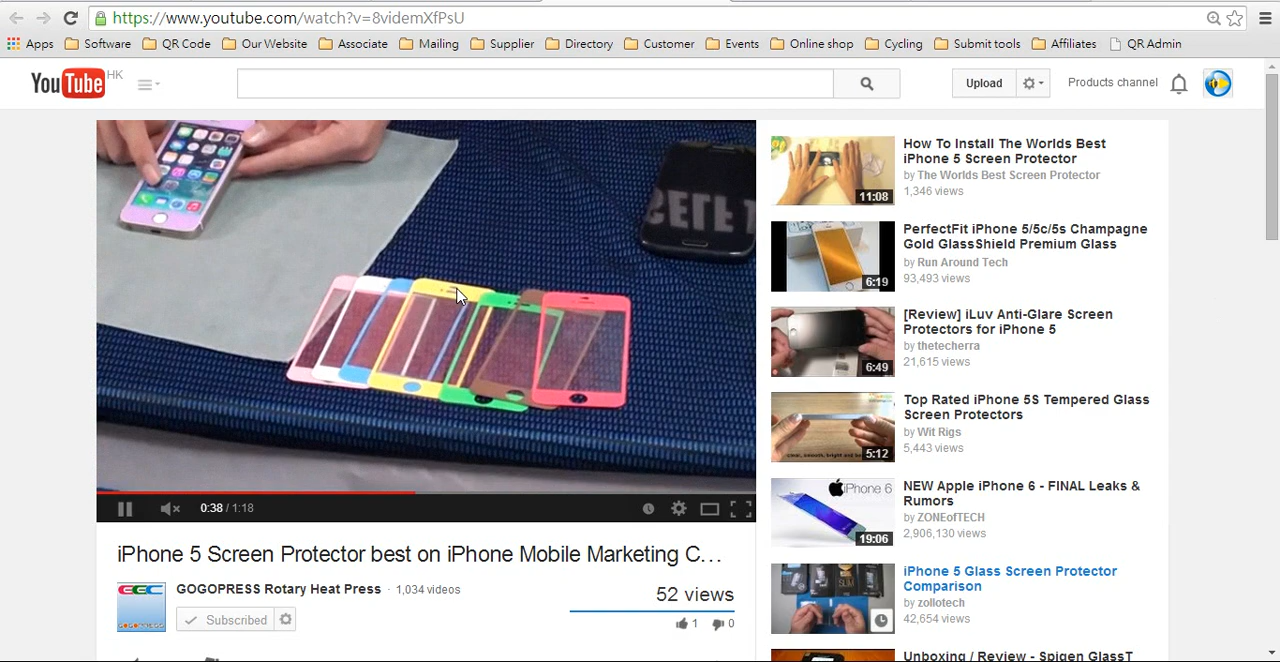 https://www.youtube.com/watch?v=8videmXfPsU
Apps Software QR Code Our Website Associate Mailing Supplier Directory Customer Events Online shop Cycling Submit tools Affiliates QR Admin
YouTube HK
Upload
Products channel
How To Install The Worlds Best
iPhone 5 Screen Protector
by The Worlds Best Screen Protector
1,346 views
11:08
PerfectFit iPhone 5/5c/5s Champagne
Gold GlassShield Premium Glass
by Run Around Tech
93,493 views
6:19
[Review] iLuv Anti-Glare Screen
Protectors for iPhone 5
by thetecherra
21,615 views
6:49
Top Rated iPhone 5S Tempered Glass
Screen Protectors
by Wit Rigs
5,443 views
5:12
NEW Apple iPhone 6 - FINAL Leaks &
Rumors
by ZONEofTECH
2,906,130 views
iPhone 6
19:06
iPhone 5 Glass Screen Protector
Comparison
by zollotech
42,654 views
Unboxing / Review - Spigen GlassT
0:38 / 1:18
iPhone 5 Screen Protector best on iPhone Mobile Marketing C...
GOGOPRESS Rotary Heat Press · 1,034 videos
Subscribed
52 views
1 0